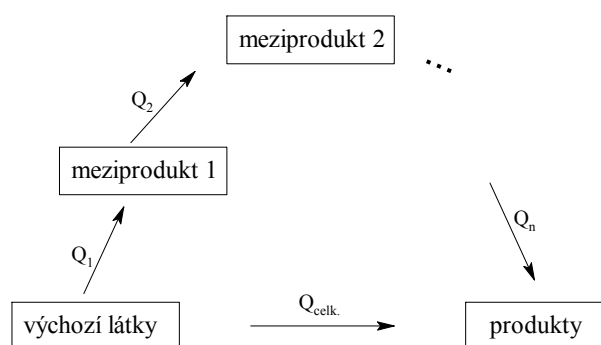 meziprodukt 2
...
Q2
meziprodukt 1
Q1
Qn
Qcelk.
výchozí látky
produkty